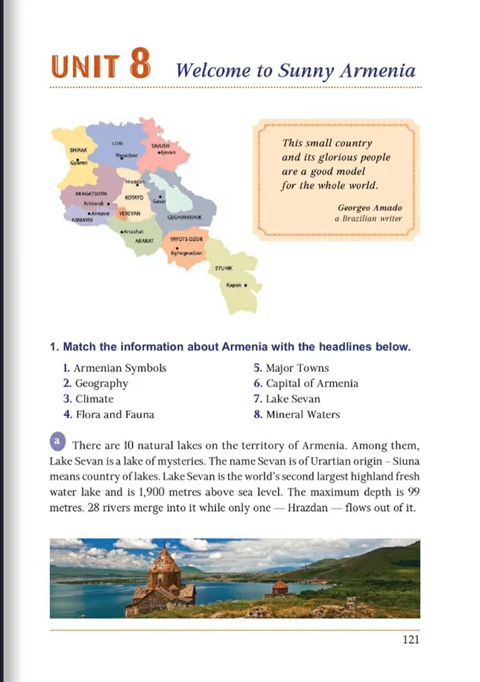 UNIT 8
Welcome to Sunny Armenia
SHIRAK
Gyumri
LORI
Vanadzor
TAVUSH
Ijevan
Hrazdan
ARAGATSOTN
Ashtarak
KOTAYQ
Gavar
Armavir
ARMAVIR
YEREVAN
GEGHARKUNIK
Artashat
ARARAT
VAYOTS DZOR
Eghegnadzor
SYUNIK
Kapan
This small country
and its glorious people
are a good model
for the whole world.
Georgeo Amado
a Brazilian writer
1. Match the information about Armenia with the headlines below.
1. Armenian Symbols
2. Geography
3. Climate
4. Flora and Fauna
5. Major Towns
6. Capital of Armenia
7. Lake Sevan
8. Mineral Waters
a There are 10 natural lakes on the territory of Armenia. Among them,
Lake Sevan is a lake of mysteries. The name Sevan is of Urartian origin – Siuna
means country of lakes. Lake Sevan is the world's second largest highland fresh
water lake and is 1,900 metres above sea level. The maximum depth is 99
metres. 28 rivers merge into it while only one — Hrazdan — flows out of it.
121